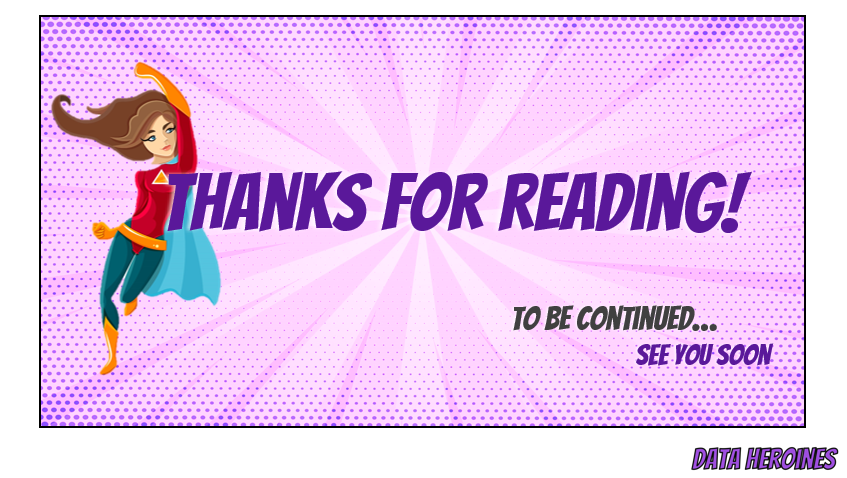 THANKS FOR READING!
TO BE CONTINUED...
SEE YOU SOON
DATA HEROINES